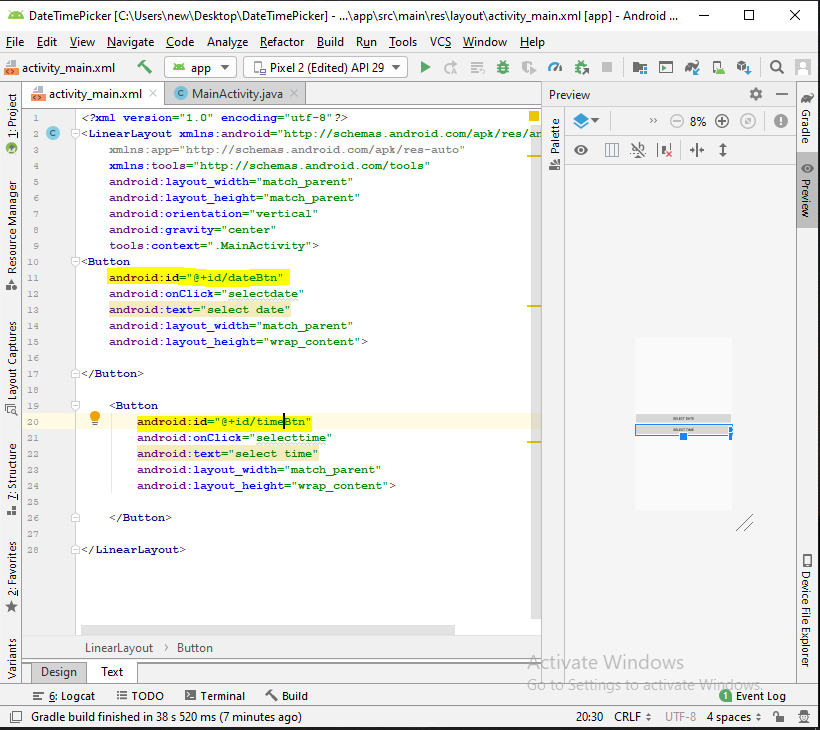 DateTimePicker [C:\Users\new\Desktop\DateTimePicker] - ...\app\src\main\res\layout\activity_main.xml [app] - Android ...
File Edit View Navigate Code Analyze Refactor Build Run Tools VCS Window Help
activity_main.xml app Pixel 2 (Edited) API 29
activity_main.xml MainActivity.java Preview
1: Project
Resource Manager
Layout Captures
7: Structure
2: Favorites
Variants
1 <?xml version="1.0" encoding="utf-8"?>
2 <LinearLayout xmlns:android="http://schemas.android.com/apk/res/an
3 xmlns:app="http://schemas.android.com/apk/res-auto"
4 xmlns:tools="http://schemas.android.com/tools"
5 android:layout_width="match_parent"
6 android:layout_height="match_parent"
7 android:orientation="vertical"
8 android:gravity="center"
9 tools:context=".MainActivity">
10 <Button
11 android:id="@+id/dateBtn"
12 android:onClick="selectdate"
13 android:text="select date"
14 android:layout_width="match_parent"
15 android:layout_height="wrap_content">
16
17 </Button>
18
19 <Button
20 android:id="@+id/timeBtn"
21 android:onClick="selecttime"
22 android:text="select time"
23 android:layout_width="match_parent"
24 android:layout_height="wrap_content">
25
26 </Button>
27
28 </LinearLayout>
C
Palette
8%
SELECT DATE
SELECT TIME
Gradle
Preview
Device File Explorer
LinearLayout › Button
Design Text
Activate Windows
Go to Settings to activate Windows.
6: Logcat TODO Terminal Build 1 Event Log
Gradle build finished in 38 s 520 ms (7 minutes ago) 20:30 CRLF UTF-8 4 spaces